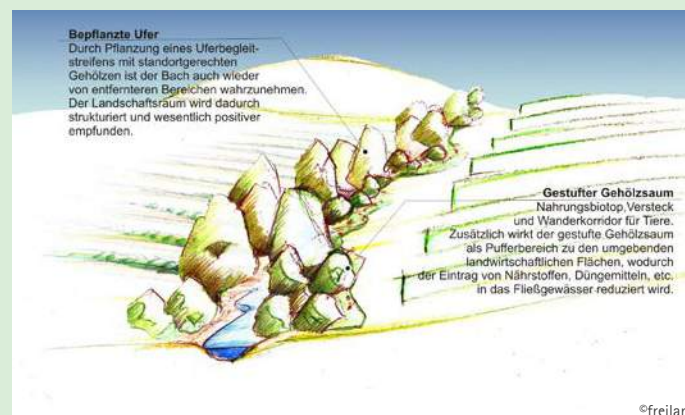 Bepflanzte Ufer
Durch Pflanzung eines Uferbegleit-
streifens mit standortgerechten
Gehölzen ist der Bach auch wieder
von entfernteren Bereichen wahrzunehmen.
Der Landschaftsraum wird dadurch
strukturiert und wesentlich positiver
empfunden.
Gestufter Gehölzsaum
Nahrungsbiotop,Versteck
und Wanderkorridor für Tiere.
Zusätzlich wirkt der gestufte Gehölzsaum
als Pufferbereich zu den umgebenden
landwirtschaftlichen Flächen, wodurch
der Eintrag von Nährstoffen, Düngemitteln, etc.
in das Fließgewässer reduziert wird.
©freilan